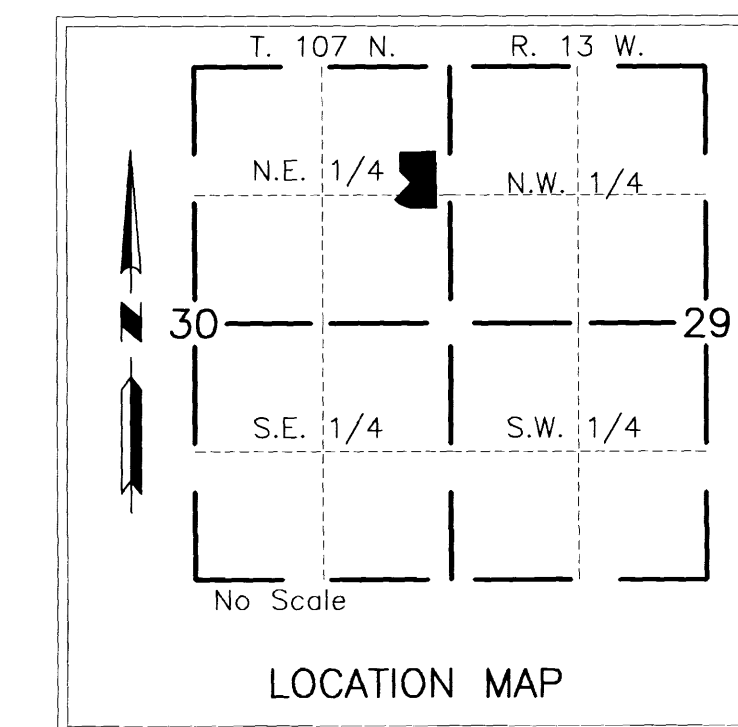 T. 107 N. R. 13 W.
N.E. 1/4 N.W. 1/4
N
30 29
S.E. 1/4 S.W. 1/4
No Scale
LOCATION MAP